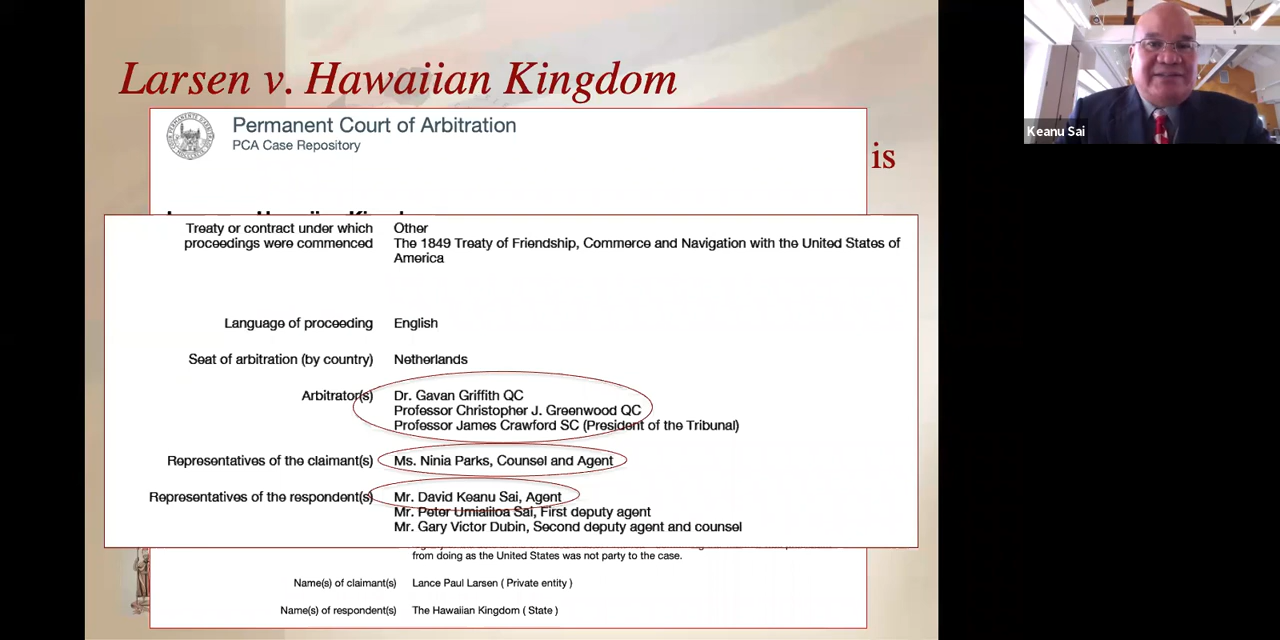 Larsen v. Hawaiian Kingdom
Permanent Court of Arbitration
PCA Case Repository
is
Treaty or contract under which proceedings were commenced
Other
The 1849 Treaty of Friendship, Commerce and Navigation with the United States of
America
Language of proceeding
English
Seat of arbitration (by country)
Netherlands
Arbitrator(s)
Dr. Gavan Griffith QC
Professor Christopher J. Greenwood QC
Professor James Crawford SC (President of the Tribunal)
Representatives of the claimant(s)
Ms. Ninia Parks, Counsel and Agent
Representatives of the respondent(s)
Mr. David Keanu Sai, Agent
Mr. Peter Umialiloa Sai, First deputy agent
Mr. Gary Victor Dubin, Second deputy agent and counsel
from doing as the United States was not party to the case.
Name(s) of claimant(s)
Lance Paul Larsen ( Private entity )
Name(s) of respondent(s)
The Hawaiian Kingdom ( State )
Keanu Sai